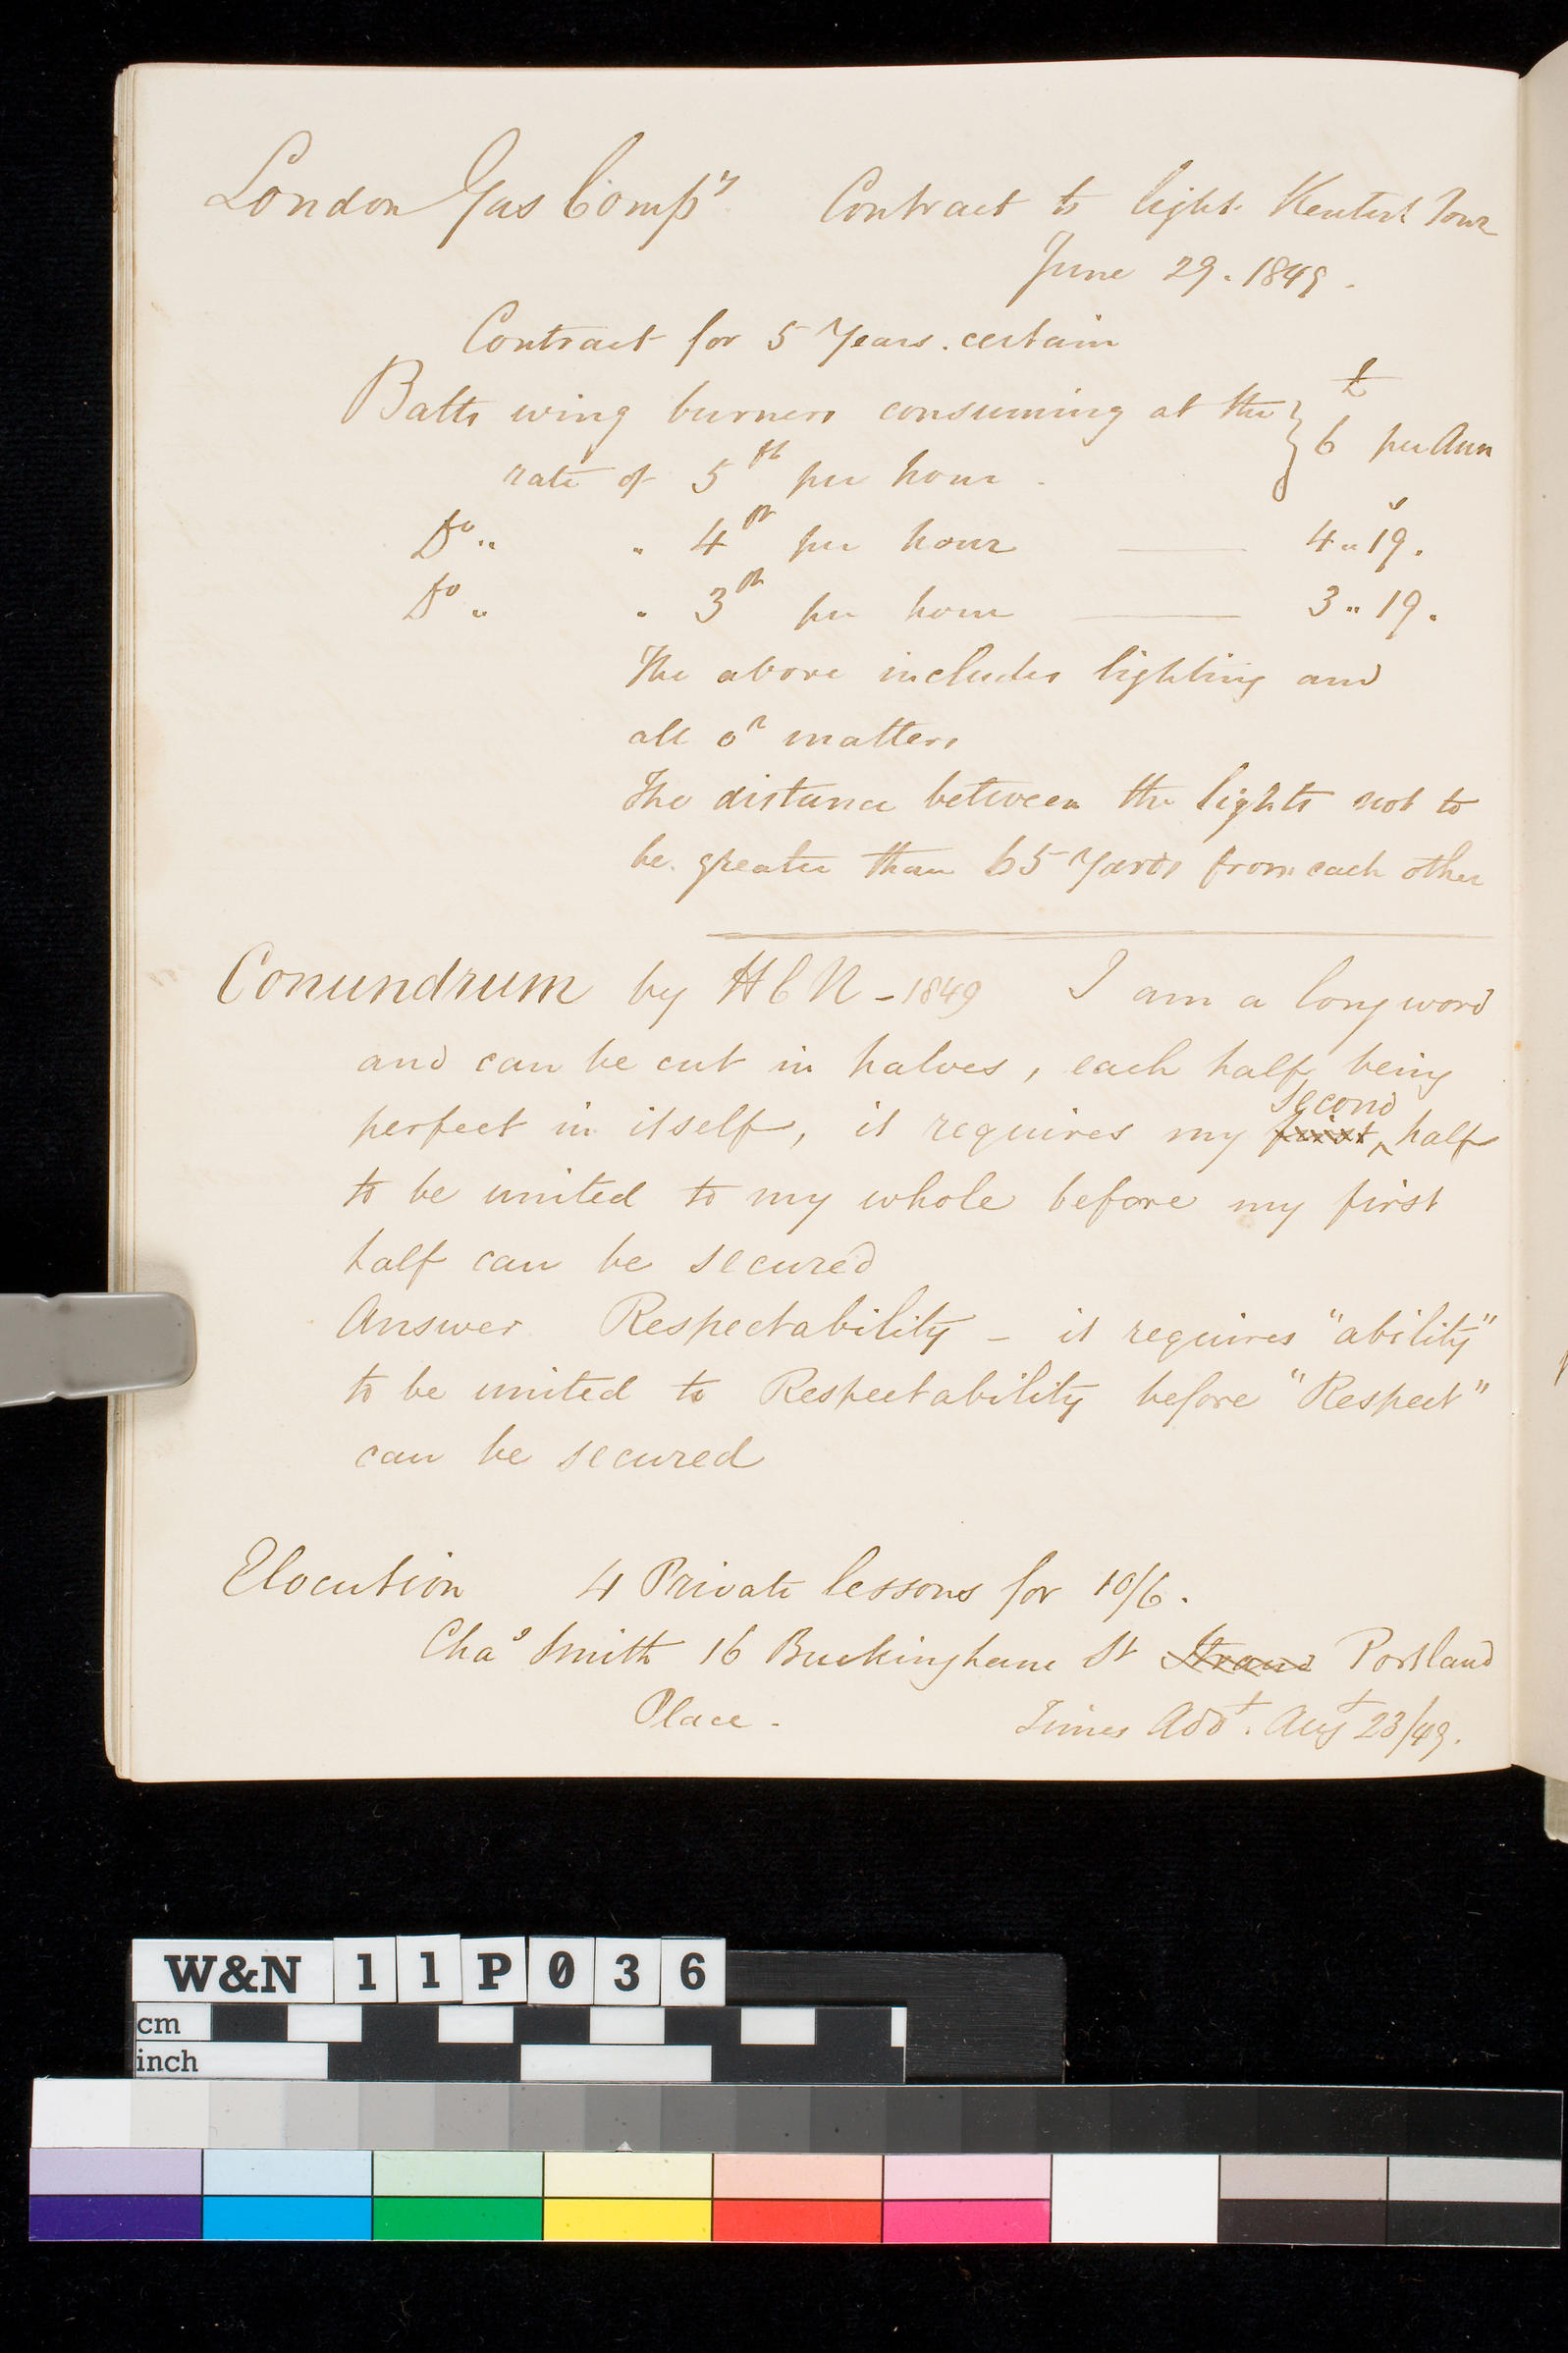 London Gas Compy Contract to light Kentish Town
June 29. 1849.
Contract for 5 Years. certain
Batts wing burners consuming at the } £
rate of 5 ft per hour. 6 per Ann
Do " " 4 ft per hour — 4 " 19.
Do " " 3 ft per hour — 3 " 19.
The above includes lighting and
all or matters
The distance between the lights not to
be greater than 65 Yards from each other
Conundrum by HCN - 1849 I am a long word
and can be cut in halves, each half being
perfect in itself, it requires my first second half
to be united to my whole before my first
half can be secured
Answer Respectability - it requires "ability"
to be united to Respectability before "Respect"
can be secured
Elocution 4 Private lessons for 10/6.
Chas Smith 16 Buckingham St Strand Portland
Place. Times Addt. Augt 23/49.
W&N 11P036
cm
inch